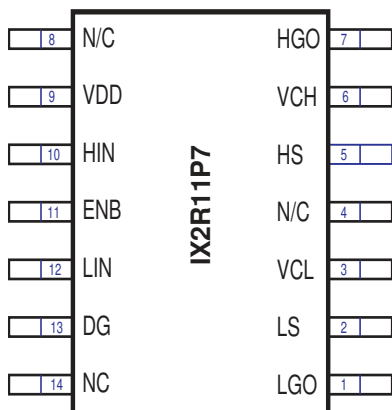 8 N/C HGO 7
9 VDD VCH 6
10 HIN HS 5
11 ENB N/C 4
12 LIN VCL 3
13 DG LS 2
14 NC LGO 1
IX2R11P7